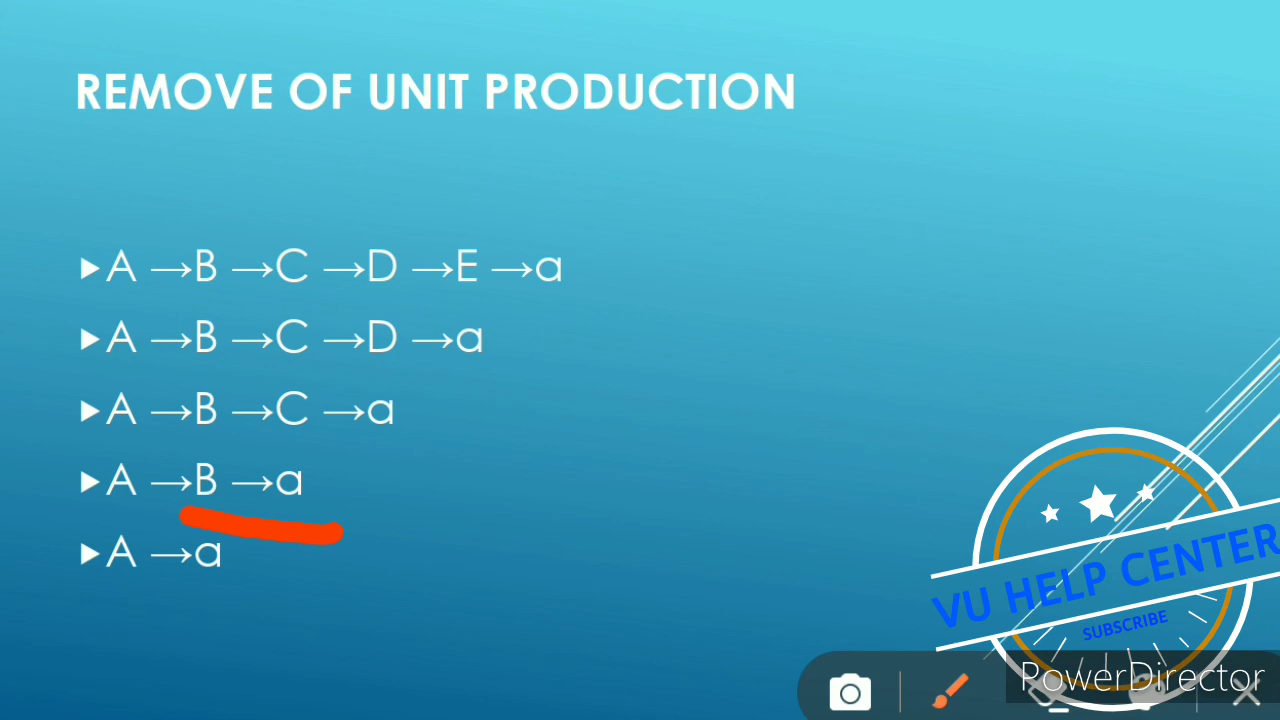 REMOVE OF UNIT PRODUCTION
▶A →B →C →D →E →a
▶A →B →C →D →a
▶A →B →C →a
▶A →B →a
▶A →a
VU HELP CENTER
SUBSCRIBE
PowerDirector